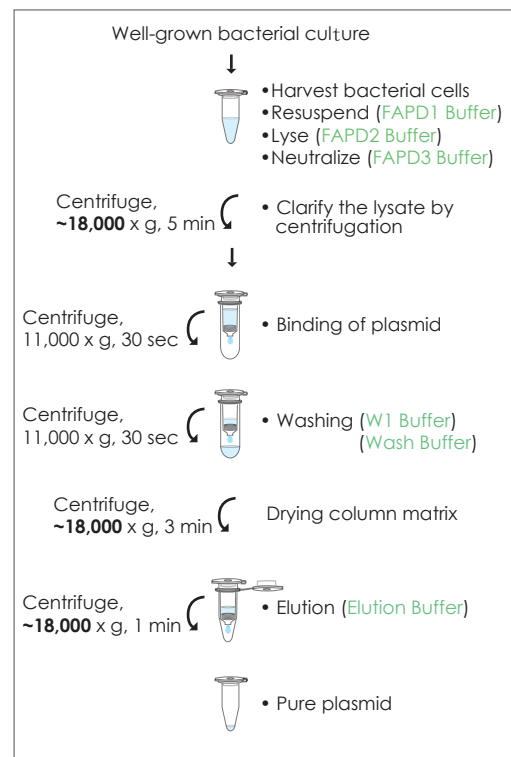 Well-grown bacterial culture
•Harvest bacterial cells
•Resuspend (FAPD1 Buffer)
•Lyse (FAPD2 Buffer)
•Neutralize (FAPD3 Buffer)
Centrifuge,
~18,000 x g, 5 min
• Clarify the lysate by
centrifugation
Centrifuge,
11,000 x g, 30 sec
• Binding of plasmid
Centrifuge,
11,000 x g, 30 sec
• Washing (W1 Buffer)
(Wash Buffer)
Centrifuge,
~18,000 x g, 3 min
Drying column matrix
Centrifuge,
~18,000 x g, 1 min
• Elution (Elution Buffer)
• Pure plasmid